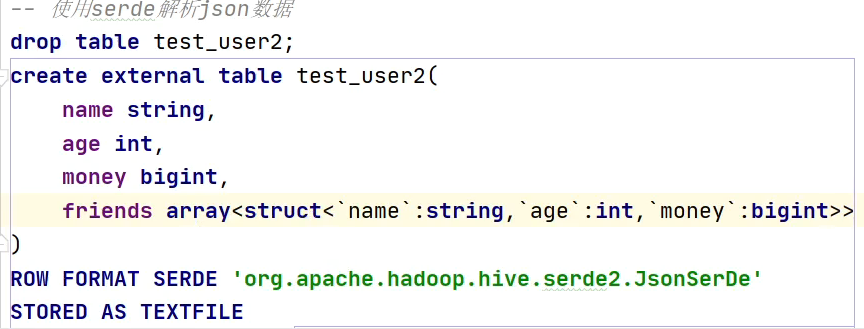 -- 使用serde解析json数据
drop table test_user2;
create external table test_user2(
    name string,
    age int,
    money bigint,
    friends array<struct<`name`:string,`age`:int,`money`:bigint>>
)
ROW FORMAT SERDE 'org.apache.hadoop.hive.serde2.JsonSerDe'
STORED AS TEXTFILE